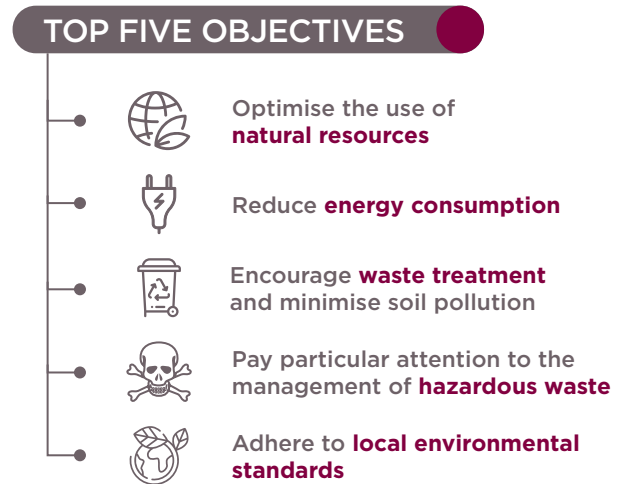 TOP FIVE OBJECTIVES
Optimise the use of
natural resources
Reduce energy consumption
Encourage waste treatment
and minimise soil pollution
Pay particular attention to the
management of hazardous waste
Adhere to local environmental
standards